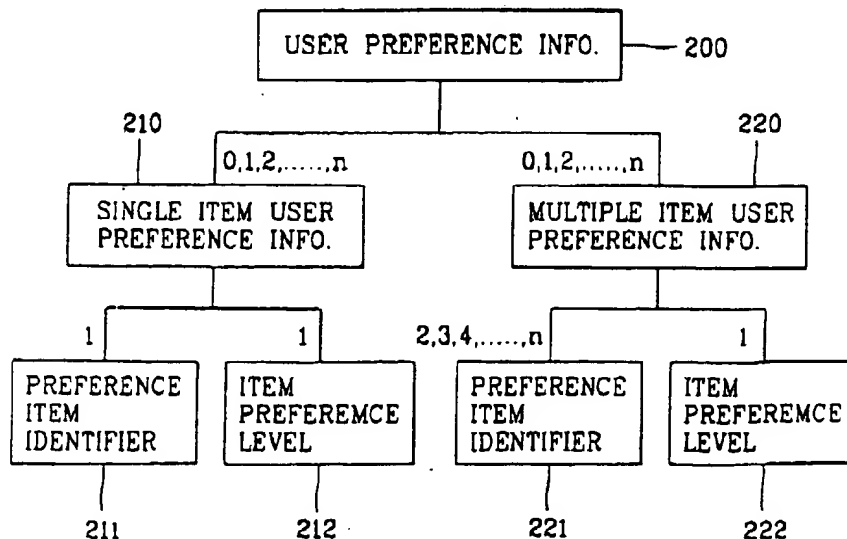 USER PREFERENCE INFO.
200
210
220
0,1,2,.....,n
0,1,2,.....,n
SINGLE ITEM USER
PREFERENCE INFO.
MULTIPLE ITEM USER
PREFERENCE INFO.
1
1
2,3,4,.....,n
1
PREFERENCE
ITEM
IDENTIFIER
ITEM
PREFEREMCE
LEVEL
PREFERENCE
ITEM
IDENTIFIER
ITEM
PREFEREMCE
LEVEL
211
212
221
222